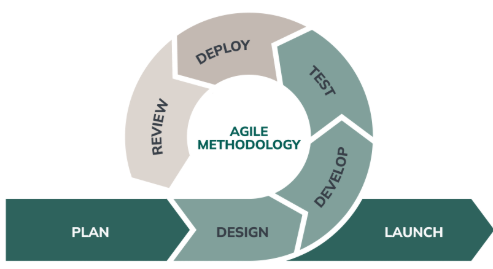 DEPLOY
TEST
REVIEW
AGILE
METHODOLOGY
DEVELOP
PLAN
DESIGN
LAUNCH